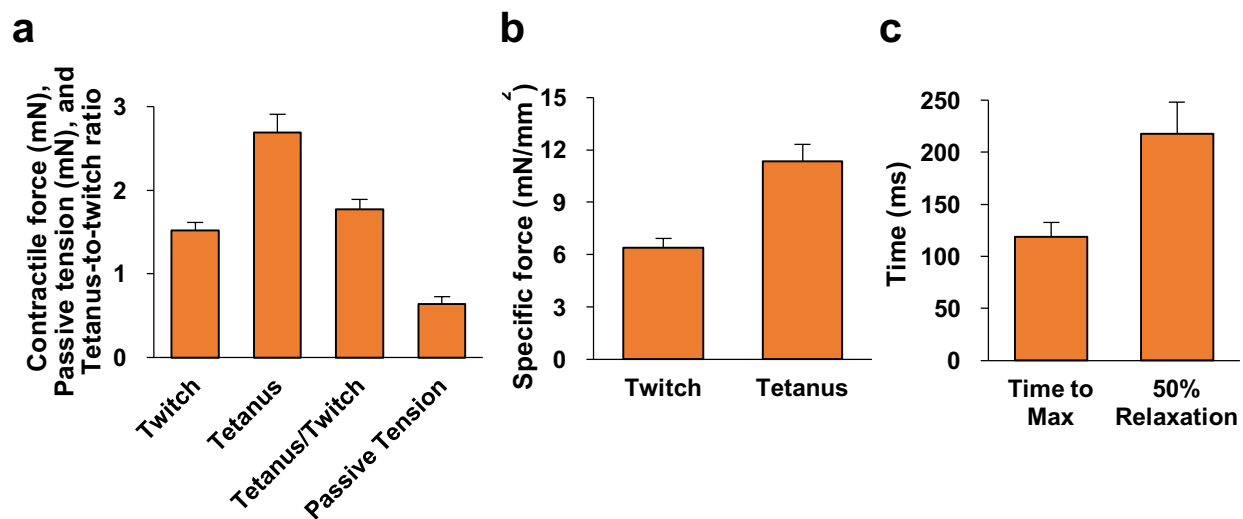 a
Contractile force (mN),
Passive tension (mN), and
Tetanus-to-twitch ratio
3
2
1
0
Twitch
Tetanus
Tetanus/Twitch
Passive Tension
b
Specific force (mN/mm²)
15
12
9
6
3
0
Twitch
Tetanus
c
Time (ms)
250
200
150
100
50
0
Time to
Max
50%
Relaxation